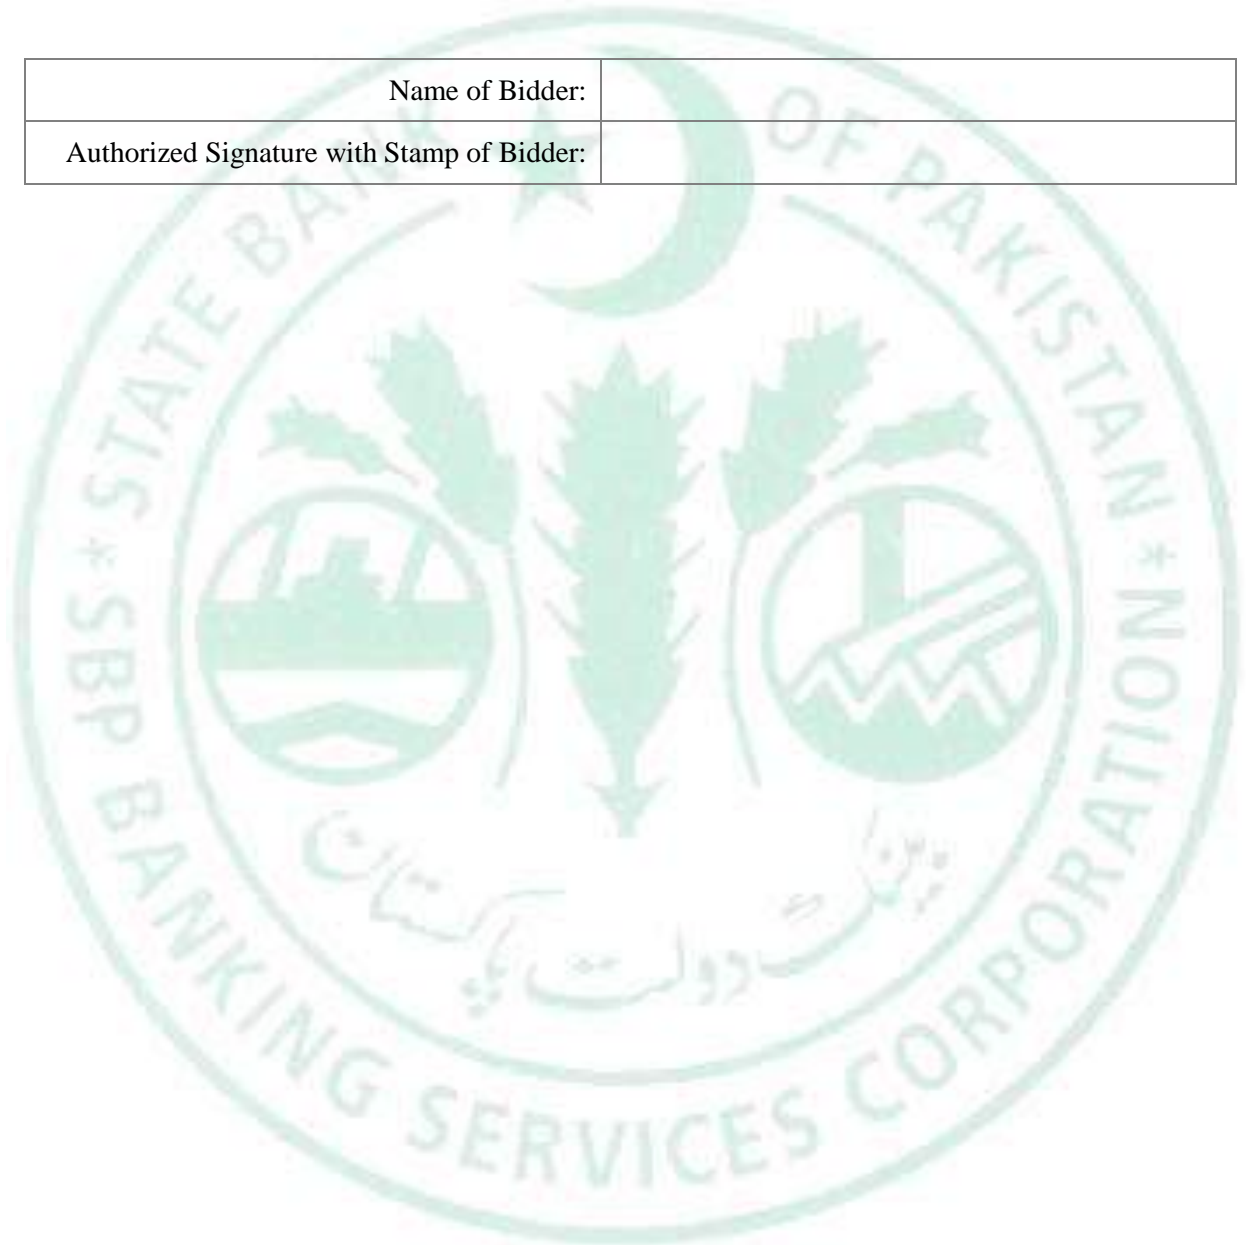 Name of Bidder:
Authorized Signature with Stamp of Bidder:
STATE BANK OF PAKISTAN
* SBP BANKING SERVICES CORPORATION *
بینک دولت پاکستان